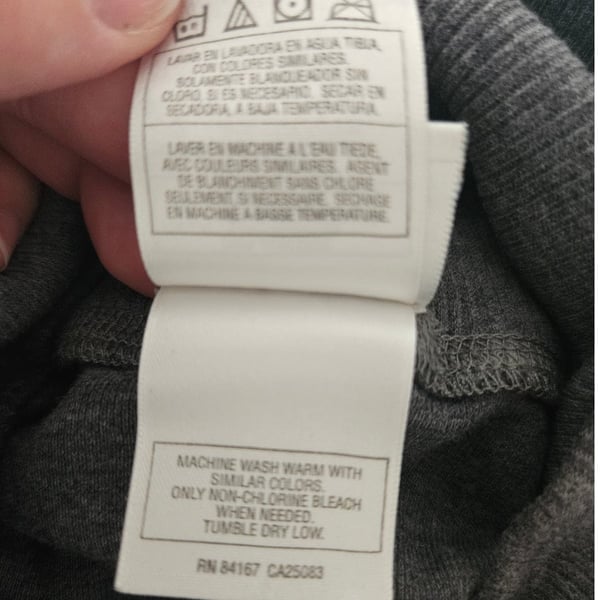 LAVAR EN LAVADORA EN AGUA TIBIA,
CON COLORES SIMILARES.
SOLAMENTE BLANQUEADOR SIN
CLORO, SI ES NECESARIO. SECAR EN
SECADORA, A BAJA TEMPERATURA.
LAVER EN MACHINE A L'EAU TIEDE,
AVEC COULEURS SIMILAIRES. AGENT
DE BLANCHIMENT SANS CHLORE
SEULEMENT, SI NECESSAIRE. SECHAGE
EN MACHINE A BASSE TEMPERATURE.
MACHINE WASH WARM WITH
SIMILAR COLORS.
ONLY NON-CHLORINE BLEACH
WHEN NEEDED.
TUMBLE DRY LOW.
RN 84167 CA25083